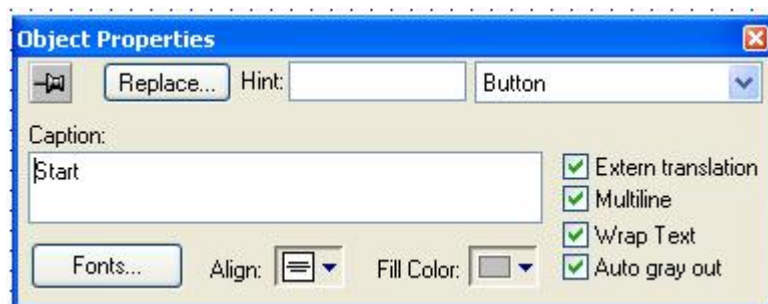 Object Properties
Replace... Hint: Button
Caption:
Start
Extern translation
Multiline
Wrap Text
Fonts... Align: Fill Color: Auto gray out